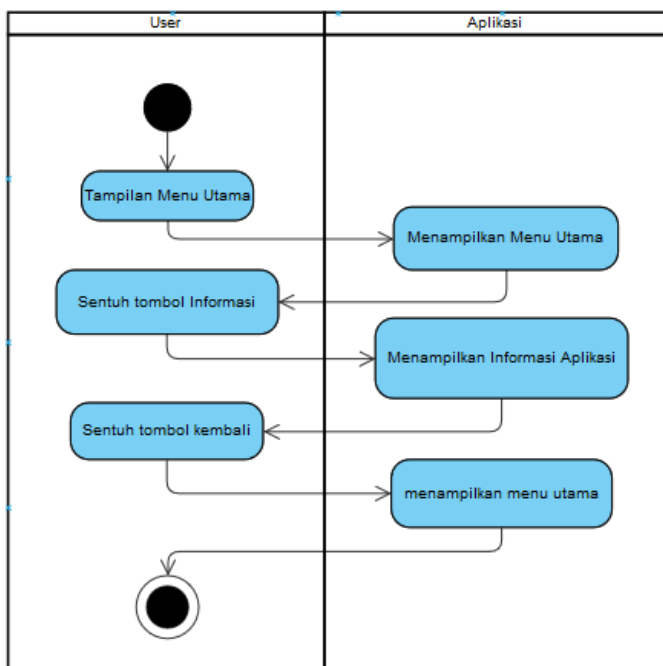 User
Aplikasi
Tampilan Menu Utama
Menampilkan Menu Utama
Sentuh tombol Informasi
Menampilkan Informasi Aplikasi
Sentuh tombol kembali
menampilkan menu utama